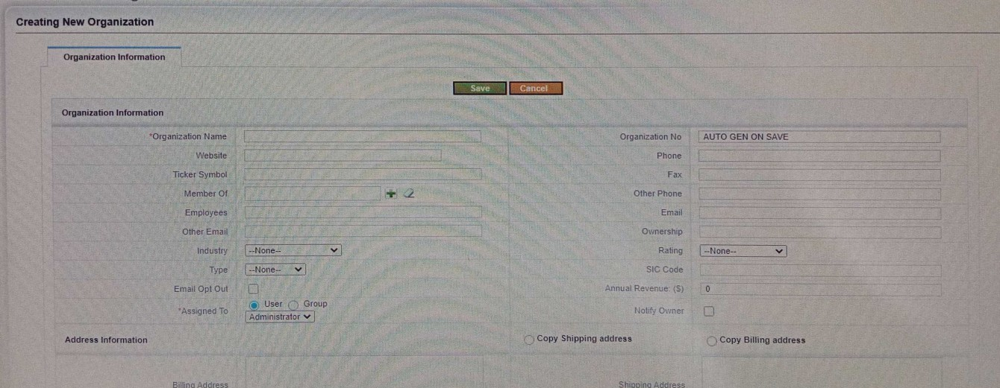 Creating New Organization
Organization Information
Save Cancel
Organization Information
*Organization Name Organization No AUTO GEN ON SAVE
Website Phone
Ticker Symbol Fax
Member Of Other Phone
Employees Email
Other Email Ownership
Industry --None-- Rating --None--
Type --None-- SIC Code
Email Opt Out Annual Revenue: ($) 0
*Assigned To User Group Notify Owner
Administrator
Address Information Copy Shipping address Copy Billing address
Billing Address Shipping Address